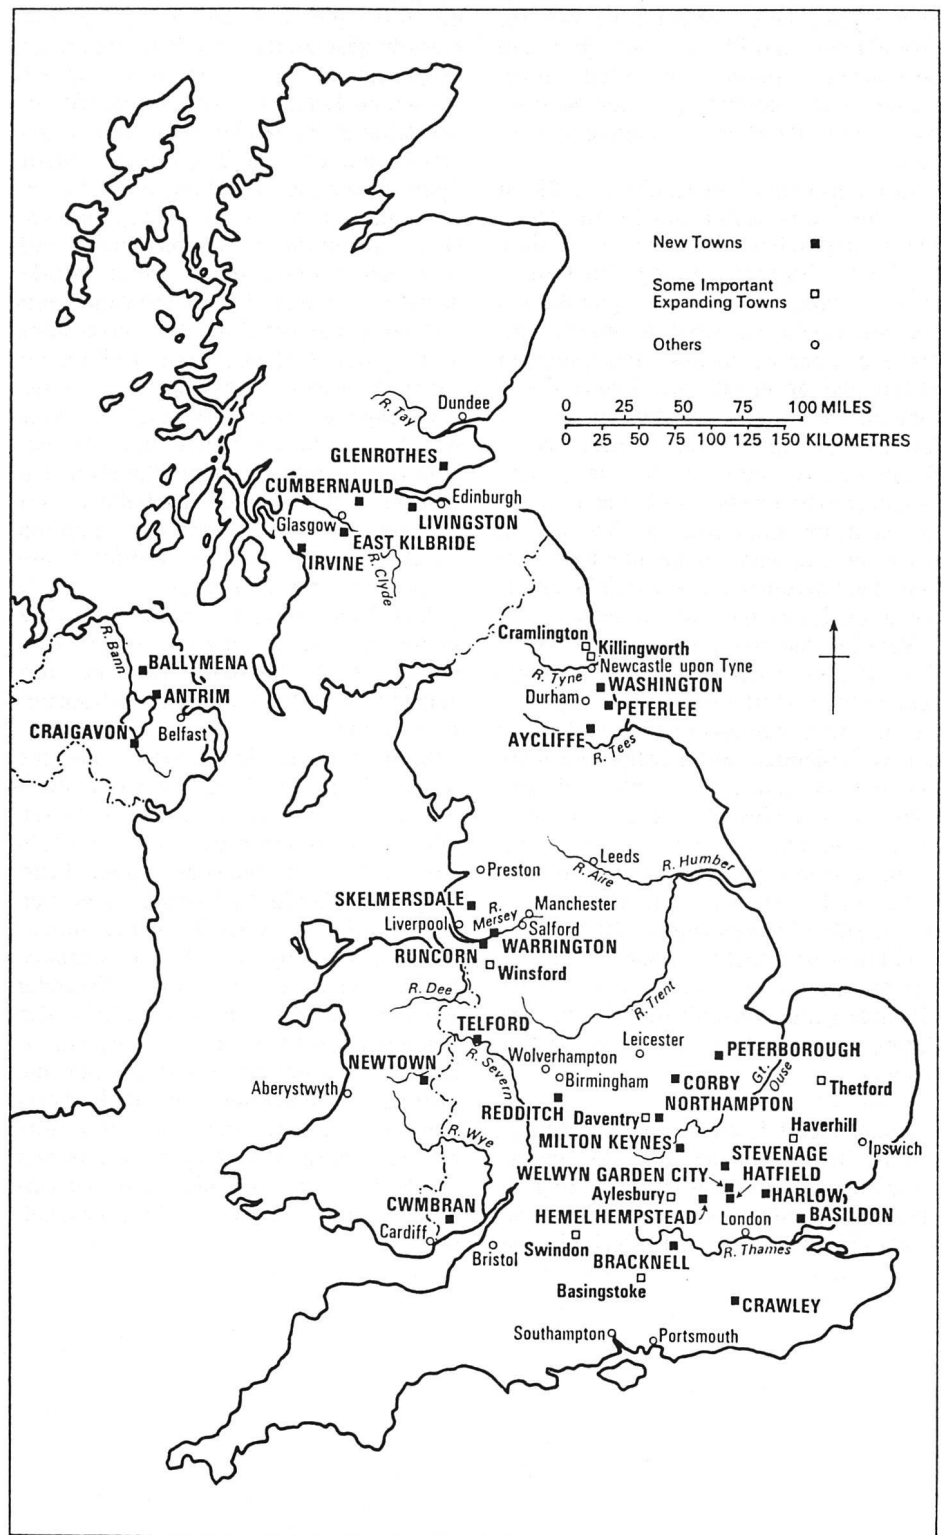 New Towns
Some Important
Expanding Towns
Others
0 25 50 75 100 MILES
0 25 50 75 100 125 150 KILOMETRES
R. Tay
Dundee
GLENROTHES
CUMBERNAULD
Edinburgh
Glasgow
LIVINGSTON
EAST KILBRIDE
IRVINE
R. Clyde
Cramlington
Killingworth
Newcastle upon Tyne
R. Tyne
WASHINGTON
Durham
PETERLEE
AYCLIFFE
R. Tees
R. Bann
BALLYMENA
ANTRIM
CRAIGAVON
Belfast
Preston
Leeds
R. Aire
R. Humber
SKELMERSDALE
R.
Mersey
Manchester
Liverpool
Salford
WARRINGTON
RUNCORN
Winsford
R. Dee
R. Trent
TELFORD
R. Severn
Wolverhampton
Leicester
PETERBOROUGH
NEWTOWN
Birmingham
CORBY
Gt.
Ouse
Thetford
Aberystwyth
REDDITCH
Daventry
NORTHAMPTON
Haverhill
R. Wye
MILTON KEYNES
Ipswich
STEVENAGE
WELWYN GARDEN CITY
HATFIELD
Aylesbury
HARLOW
CWMBRAN
HEMEL HEMPSTEAD
London
BASILDON
Cardiff
Bristol
Swindon
BRACKNELL
R. Thames
Basingstoke
CRAWLEY
Southampton
Portsmouth